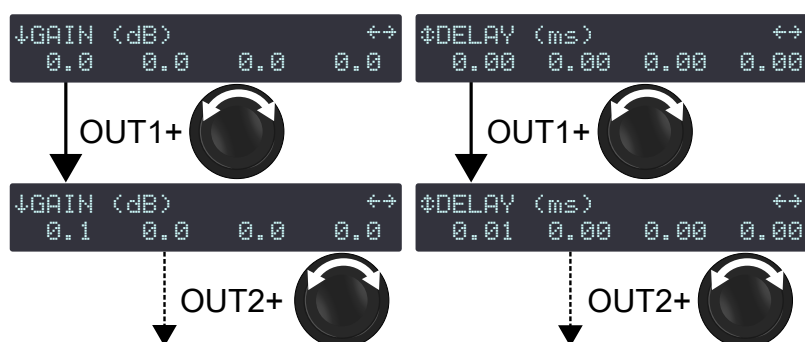 ↓GAIN (dB) ←→
0.0 0.0 0.0 0.0
OUT1+
↓GAIN (dB) ←→
0.1 0.0 0.0 0.0
OUT2+
↕DELAY (ms) ←→
0.00 0.00 0.00 0.00
OUT1+
↕DELAY (ms) ←→
0.01 0.00 0.00 0.00
OUT2+